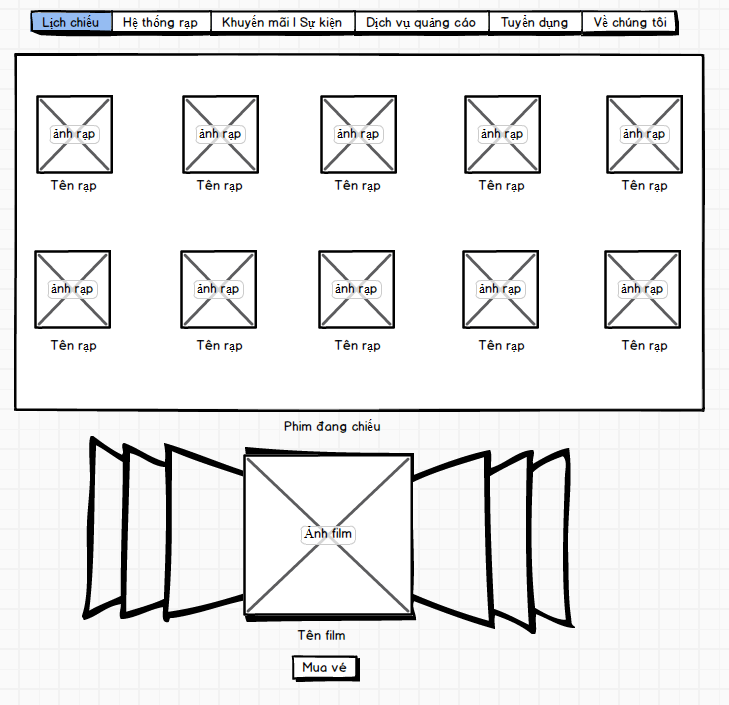 Lịch chiếu Hệ thống rạp Khuyến mãi | Sự kiện Dịch vụ quảng cáo Tuyển dụng Về chúng tôi
ảnh rạp ảnh rạp ảnh rạp ảnh rạp ảnh rạp
Tên rạp Tên rạp Tên rạp Tên rạp Tên rạp
ảnh rạp ảnh rạp ảnh rạp ảnh rạp ảnh rạp
Tên rạp Tên rạp Tên rạp Tên rạp Tên rạp
Phim đang chiếu
Ảnh film
Tên film
Mua vé